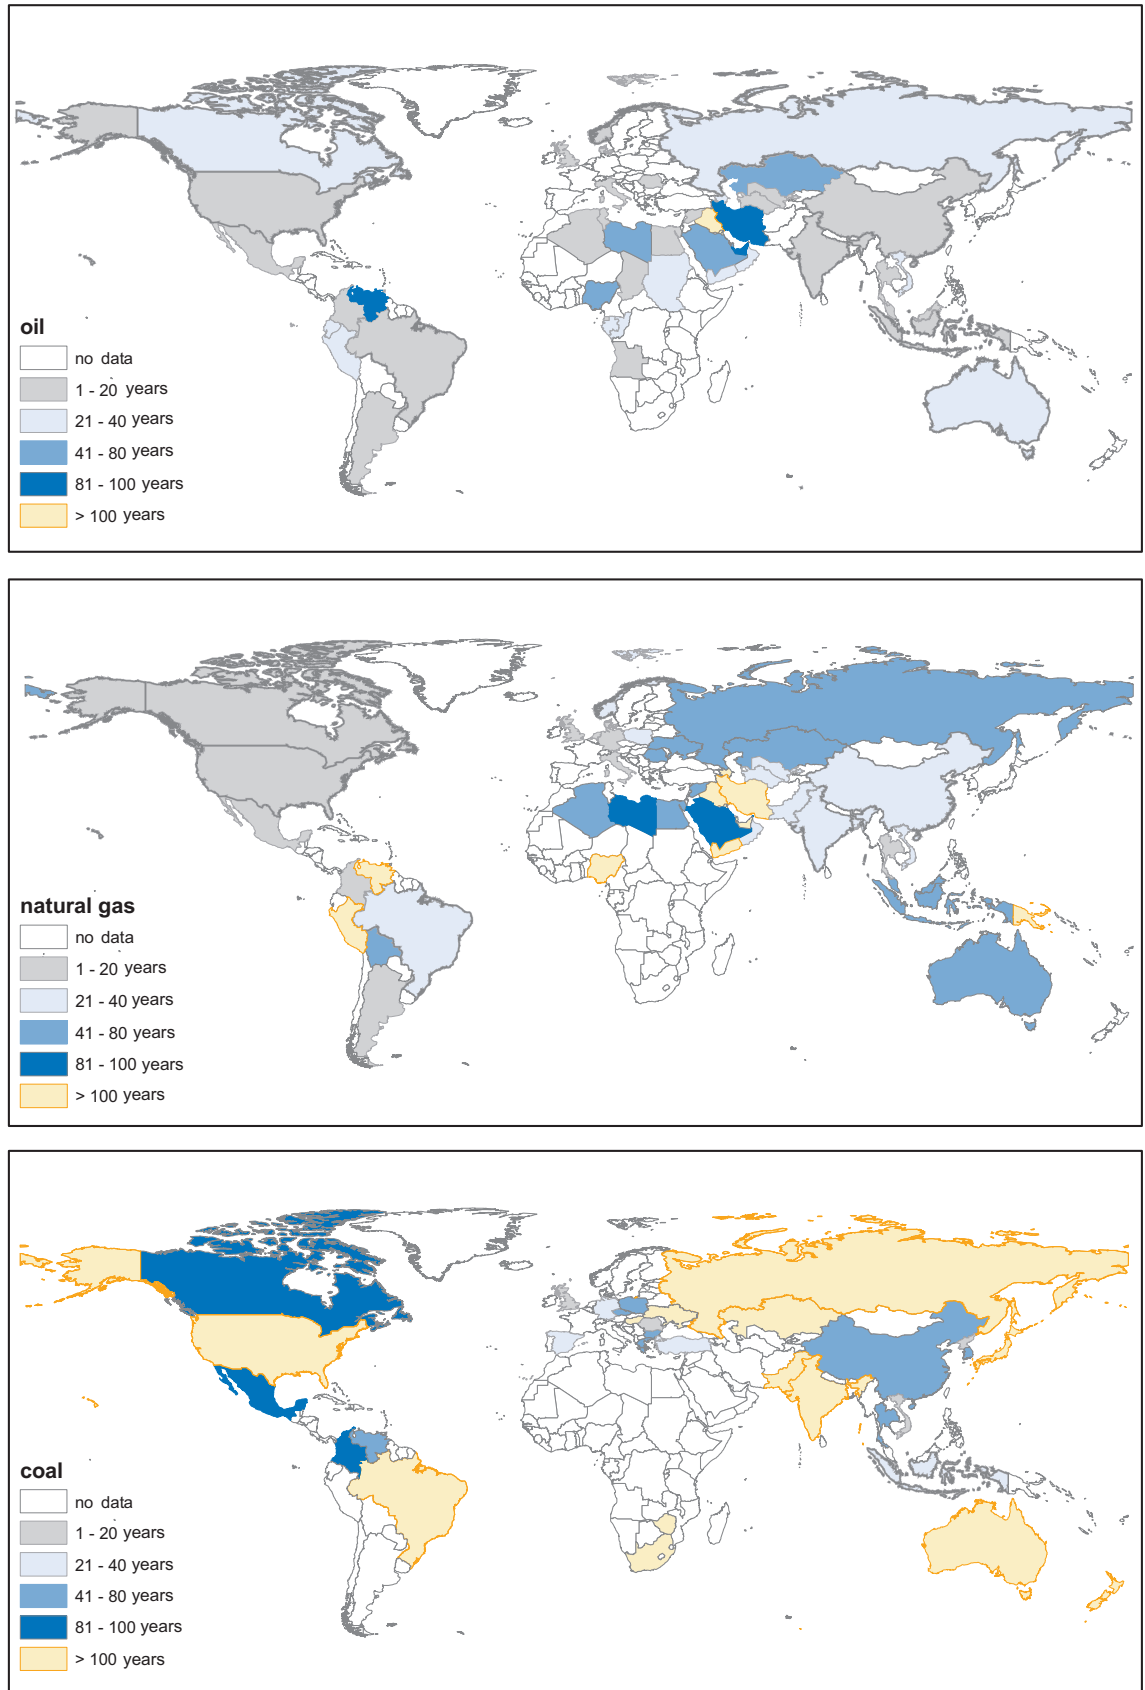 oil
no data
1 - 20 years
21 - 40 years
41 - 80 years
81 - 100 years
> 100 years
natural gas
no data
1 - 20 years
21 - 40 years
41 - 80 years
81 - 100 years
> 100 years
coal
no data
1 - 20 years
21 - 40 years
41 - 80 years
81 - 100 years
> 100 years